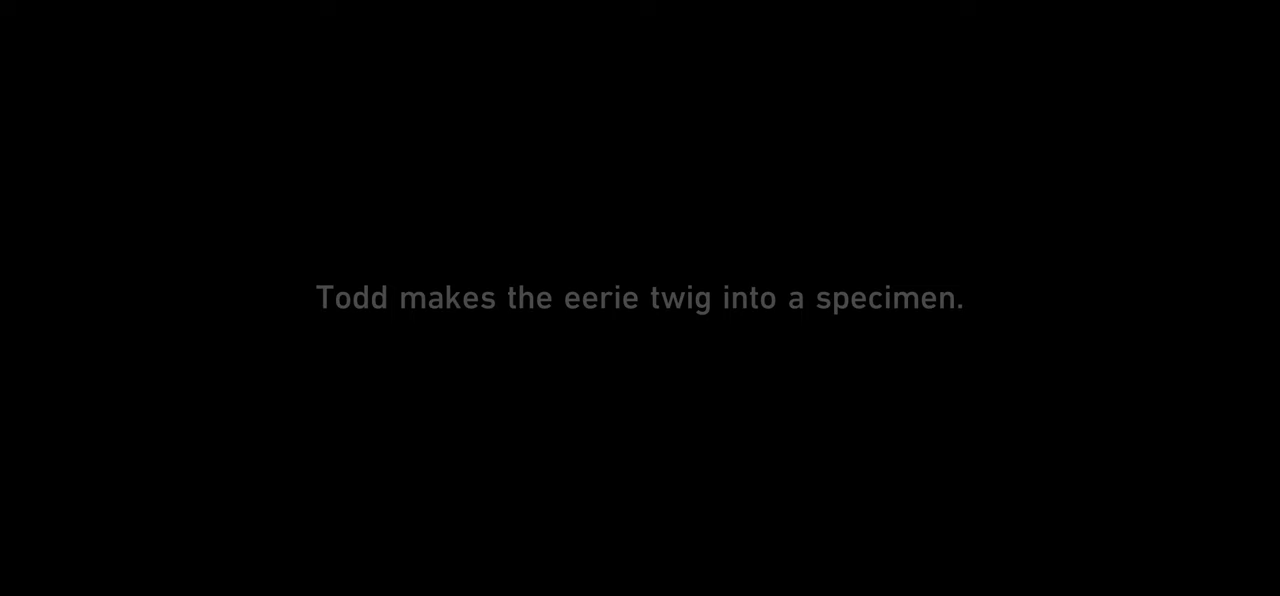 Todd makes the eerie twig into a specimen.